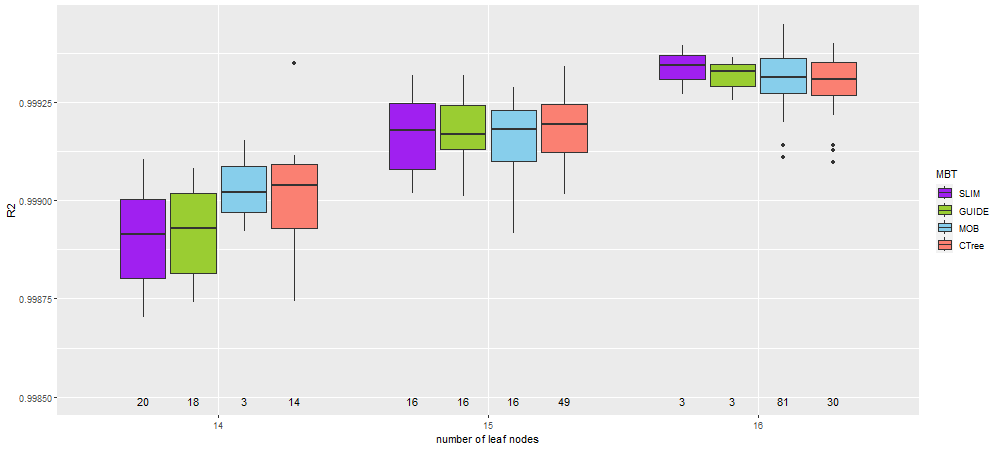 0.99925
0.99900
0.99875
0.99850
R2
20 18 3 14 16 16 16 49 3 3 81 30
14 15 16
number of leaf nodes
MBT
SLIM
GUIDE
MOB
CTree